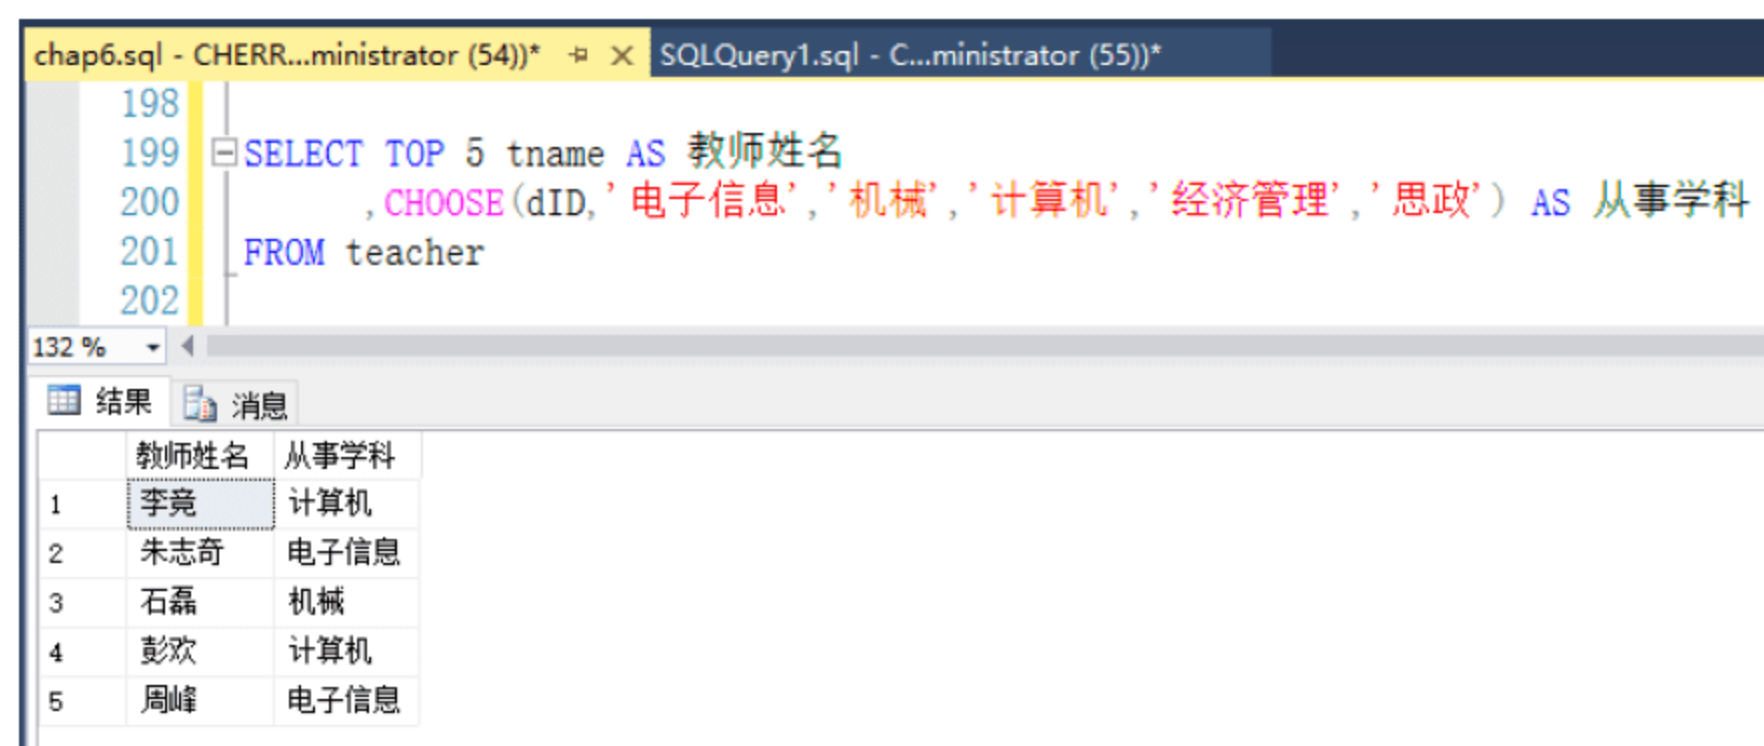 chap6.sql - CHERR...ministrator (54))* SQLQuery1.sql - C...ministrator (55))*
198
199 SELECT TOP 5 tname AS 教师姓名
200 ,CHOOSE(dID,'电子信息','机械','计算机','经济管理','思政') AS 从事学科
201 FROM teacher
202
132 %
结果 消息
教师姓名 从事学科
1 李竟 计算机
2 朱志奇 电子信息
3 石磊 机械
4 彭欢 计算机
5 周峰 电子信息